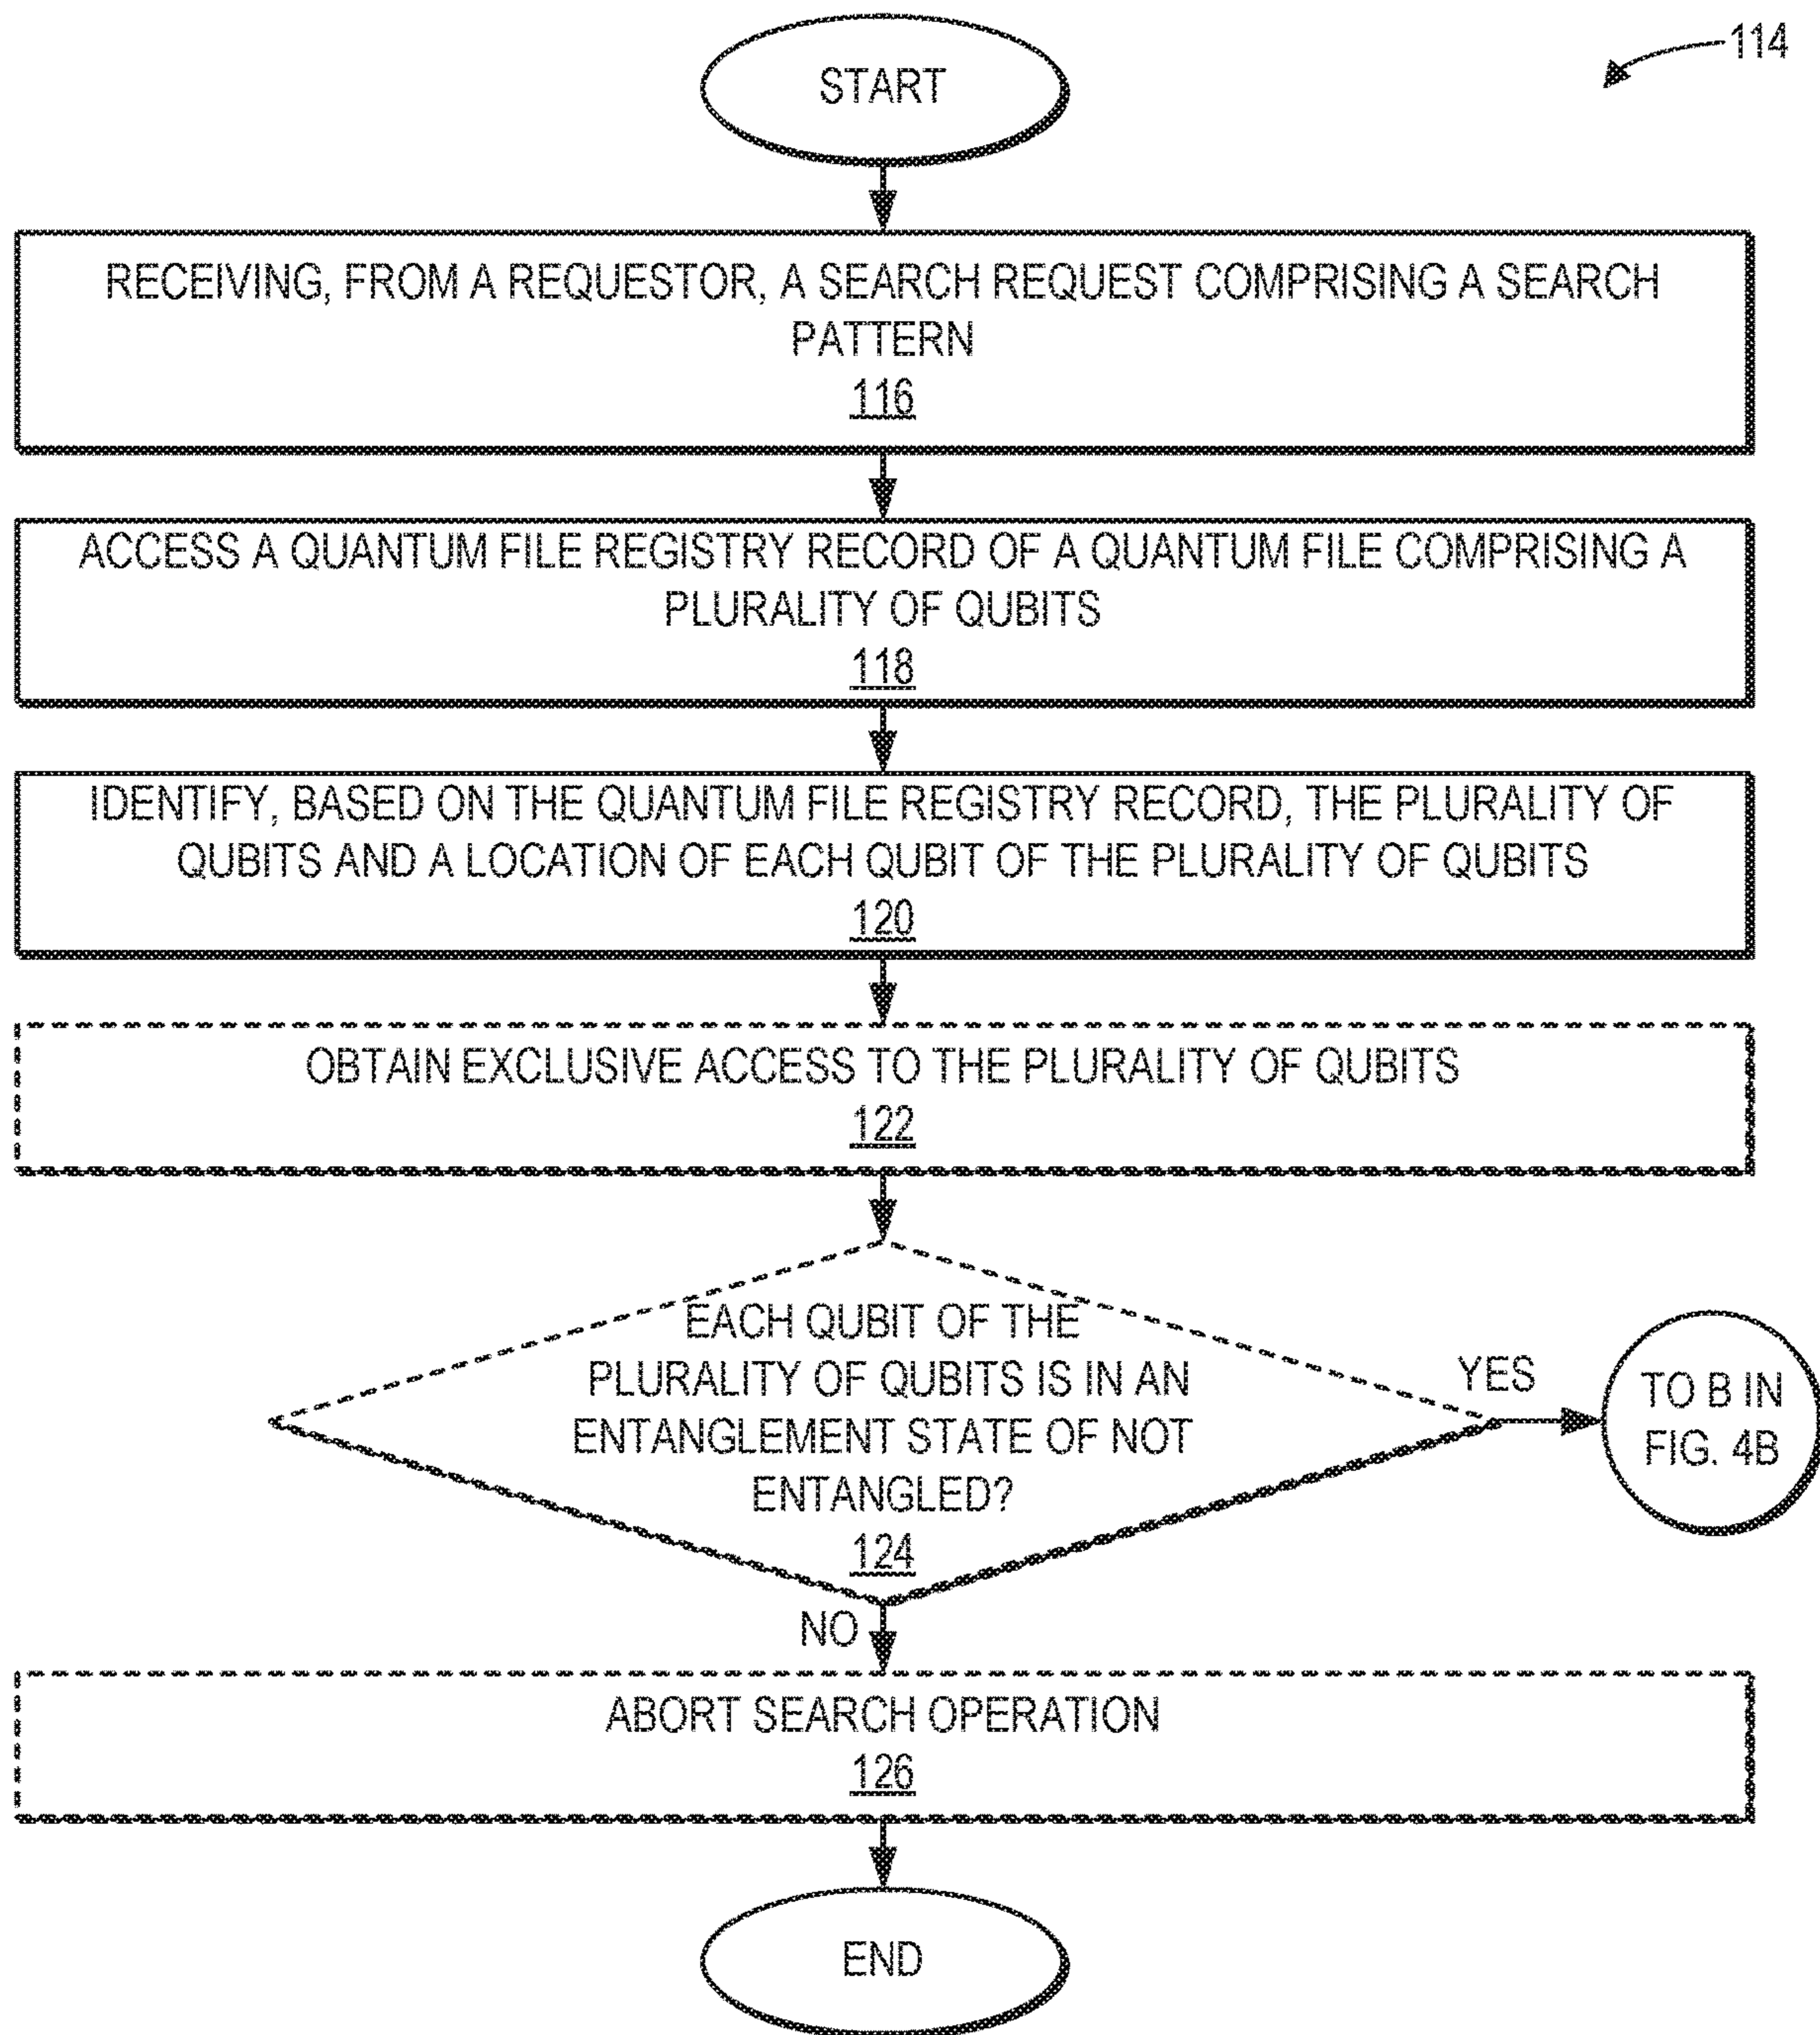 114
START
RECEIVING, FROM A REQUESTOR, A SEARCH REQUEST COMPRISING A SEARCH
PATTERN
116
ACCESS A QUANTUM FILE REGISTRY RECORD OF A QUANTUM FILE COMPRISING A
PLURALITY OF QUBITS
118
IDENTIFY, BASED ON THE QUANTUM FILE REGISTRY RECORD, THE PLURALITY OF
QUBITS AND A LOCATION OF EACH QUBIT OF THE PLURALITY OF QUBITS
120
OBTAIN EXCLUSIVE ACCESS TO THE PLURALITY OF QUBITS
122
EACH QUBIT OF THE
PLURALITY OF QUBITS IS IN AN
ENTANGLEMENT STATE OF NOT
ENTANGLED?
124
YES
TO B IN
FIG. 4B
NO
ABORT SEARCH OPERATION
126
END